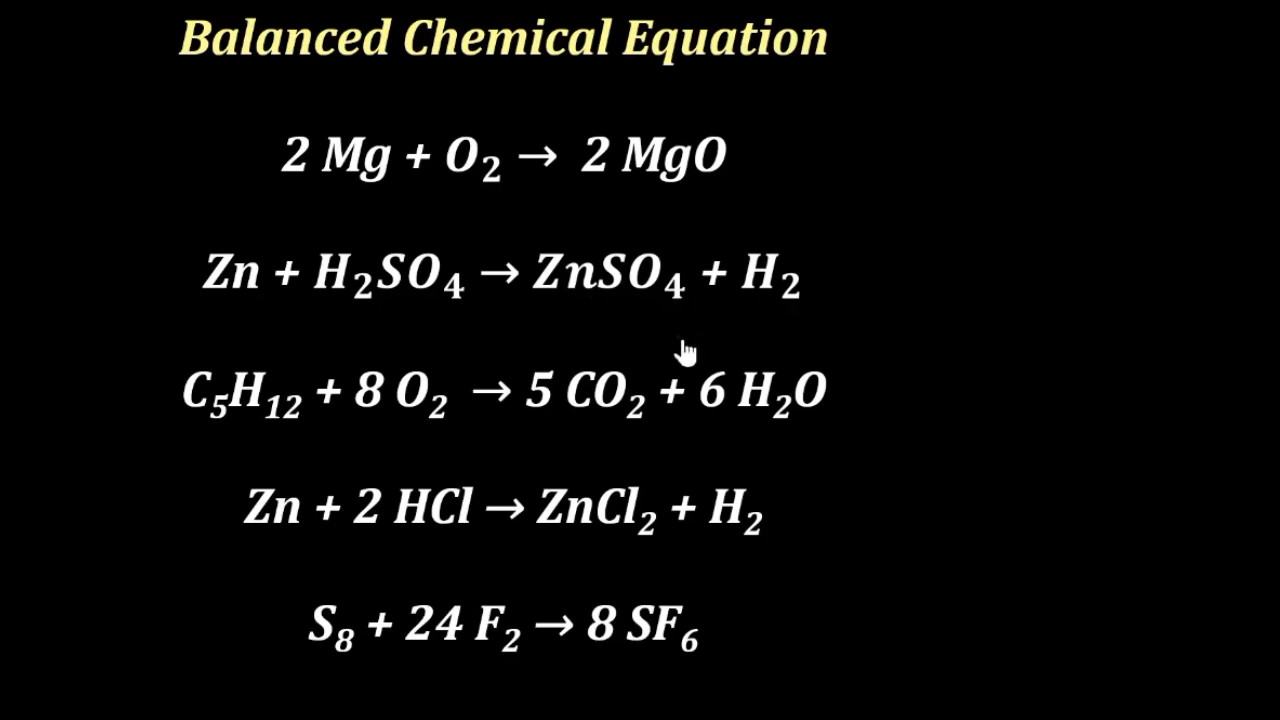 Balanced Chemical Equation
2 Mg + O₂ → 2 MgO
Zn + H₂SO₄ → ZnSO₄ + H₂
C₅H₁₂ + 8 O₂ → 5 CO₂ + 6 H₂O
Zn + 2 HCl → ZnCl₂ + H₂
S₈ + 24 F₂ → 8 SF₆